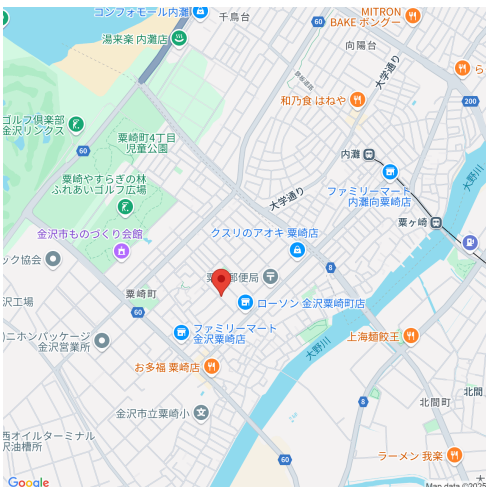 コンフォモール内灘
千鳥台
MITRON
BAKE ボングー
60
60
湯来楽 内灘店
向陽台
大学通り
ら
和乃食 はねや
200
ゴルフ倶楽部
金沢リンクス
粟崎町4丁目
児童公園
60
内灘
大野川
粟崎やすらぎの林
ふれあいゴルフ広場
大学通り
ファミリーマート
内灘向粟崎店
粟ヶ崎
金沢市ものづくり会館
クスリのアオキ 粟崎店
ック協会
8
郵便局
沢工場
粟崎町
ローソン 金沢粟崎町店
60
ファミリーマート
金沢粟崎店
)ニホンパッケージ
金沢営業所
上海麺餃王
大野川
お多福 粟崎店
北間
8
北間町
金沢市立粟崎小
西オイルターミナル
沢油槽所
ラーメン 我楽
60
Google
Map data ©2025